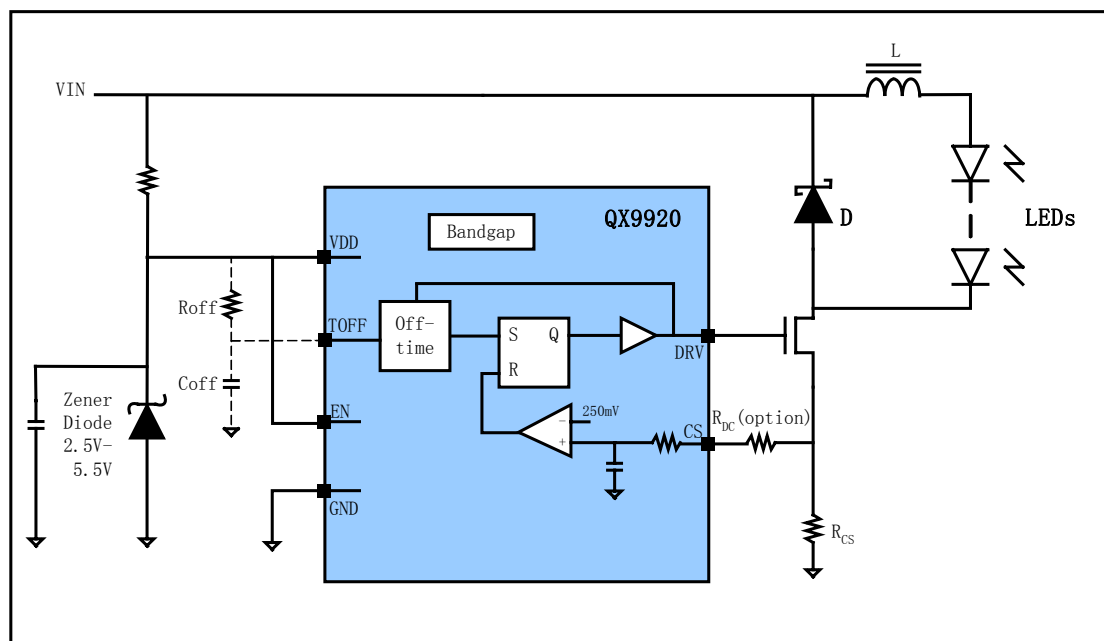 L
VIN
QX9920
Bandgap
D
LEDs
VDD
Roff
TOFF
Off-
time
S
Q
R
DRV
Coff
Zener
Diode
2.5V-
5.5V
EN
250mV
-
+
CS
RDC(option)
GND
RCS